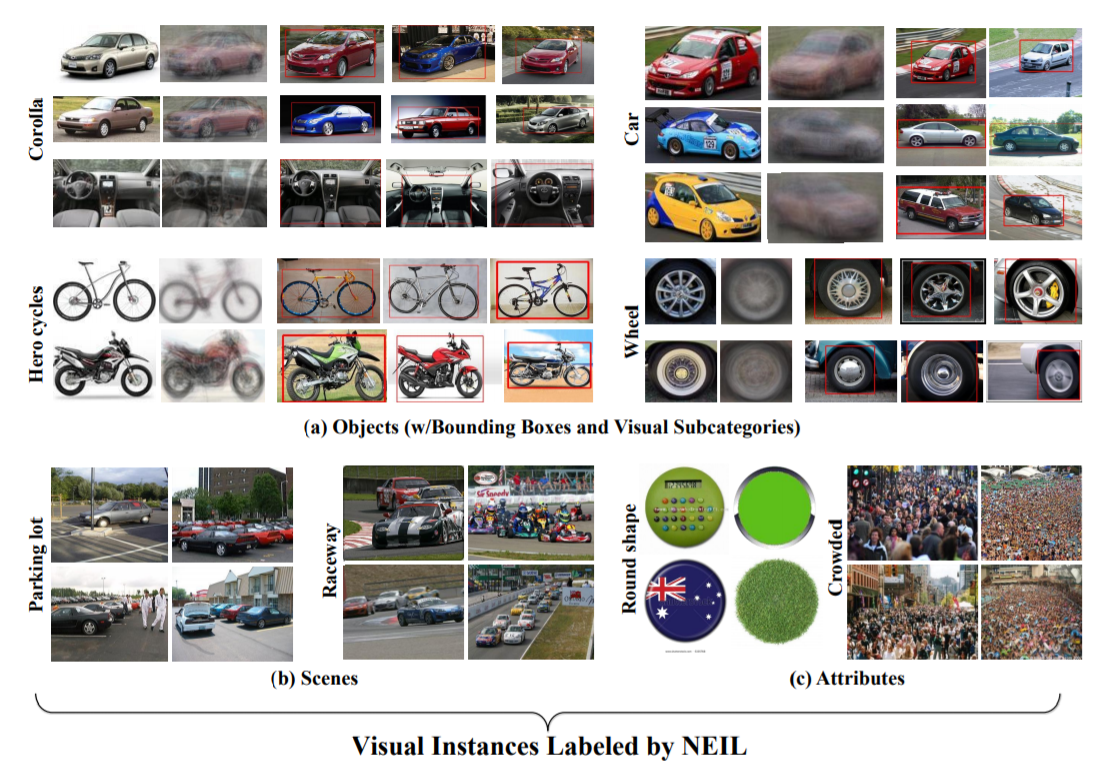 Corolla
Car
Hero cycles
Wheel
(a) Objects (w/Bounding Boxes and Visual Subcategories)
Parking lot
Raceway
Round shape
Crowded
(b) Scenes
(c) Attributes
Visual Instances Labeled by NEIL